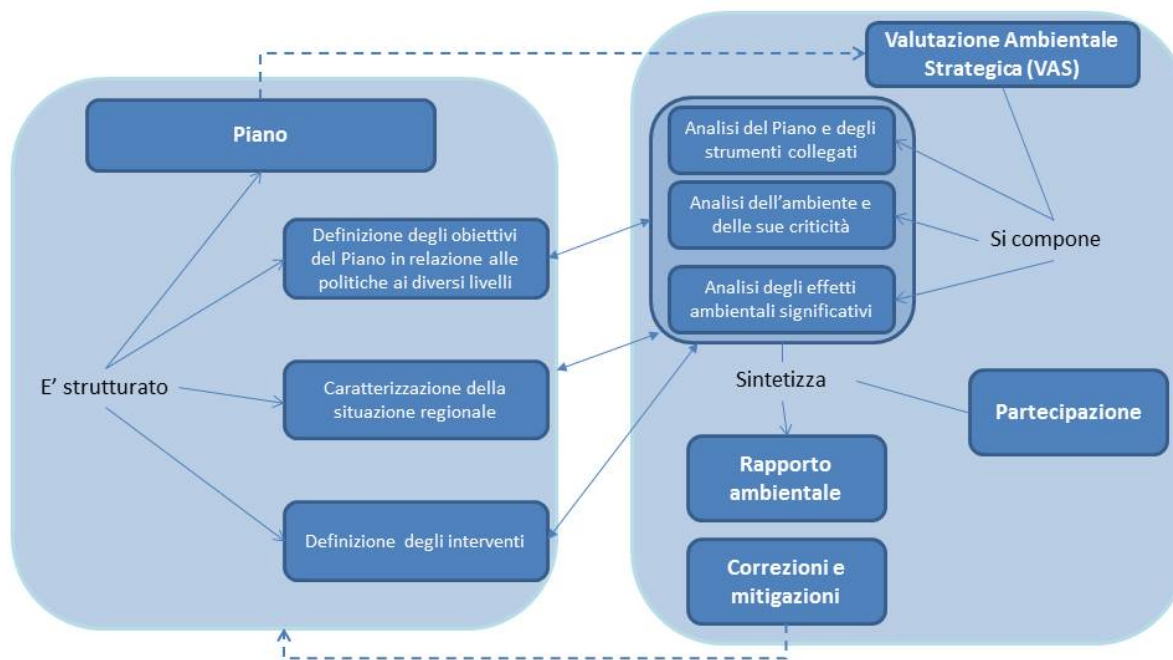 Piano
Definizione degli obiettivi
del Piano in relazione alle
politiche ai diversi livelli
E’ strutturato
Caratterizzazione della
situazione regionale
Definizione degli interventi
Valutazione Ambientale
Strategica (VAS)
Analisi del Piano e degli
strumenti collegati
Analisi dell’ambiente e
delle sue criticità
Analisi degli effetti
ambientali significativi
Si compone
Sintetizza
Partecipazione
Rapporto
ambientale
Correzioni e
mitigazioni